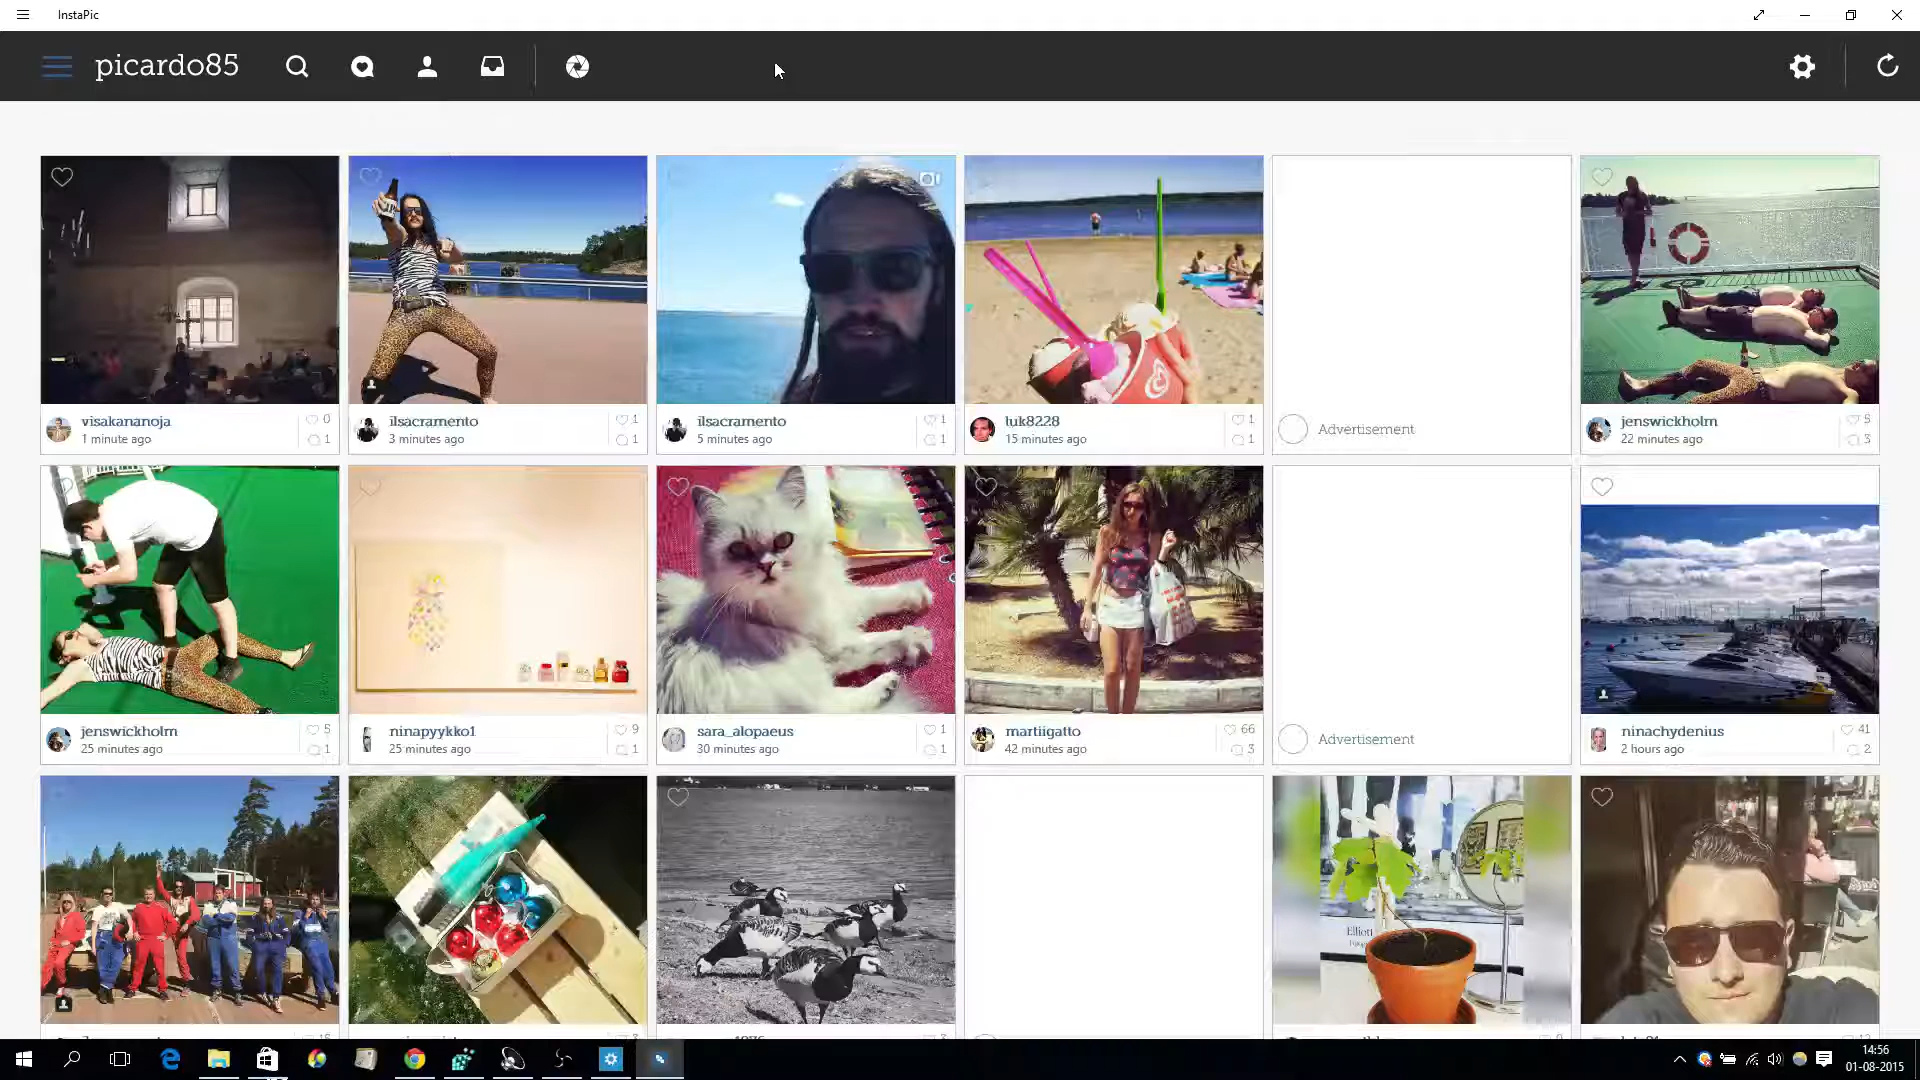 InstaPic
picardo85
visakananoja
1 minute ago
0
1
ilsacramento
3 minutes ago
1
1
ilsacramento
5 minutes ago
1
1
luk8228
15 minutes ago
1
1
Advertisement
jenswickholm
22 minutes ago
5
3
jenswickholm
25 minutes ago
5
1
ninapyykko1
25 minutes ago
9
1
sara_alopaeus
30 minutes ago
1
1
martiigatto
42 minutes ago
66
3
Advertisement
ninachydenius
2 hours ago
41
2
Elliott
14:56
01-08-2015